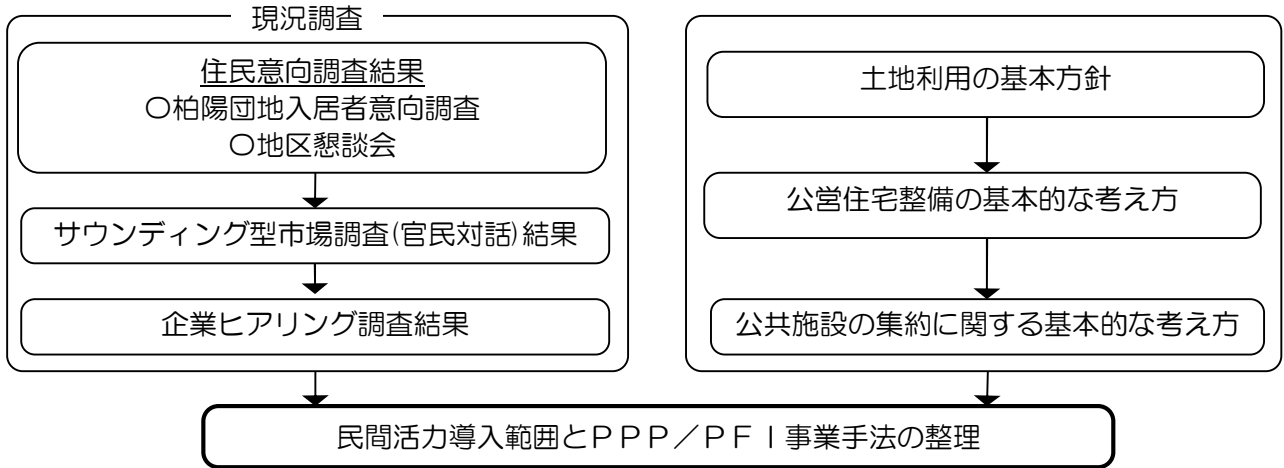 現況調査
住民意向調査結果
〇柏陽団地入居者意向調査
〇地区懇談会
サウンディング型市場調査(官民対話)結果
企業ヒアリング調査結果
土地利用の基本方針
公営住宅整備の基本的な考え方
公共施設の集約に関する基本的な考え方
民間活力導入範囲とＰＰＰ／ＰＦＩ事業手法の整理